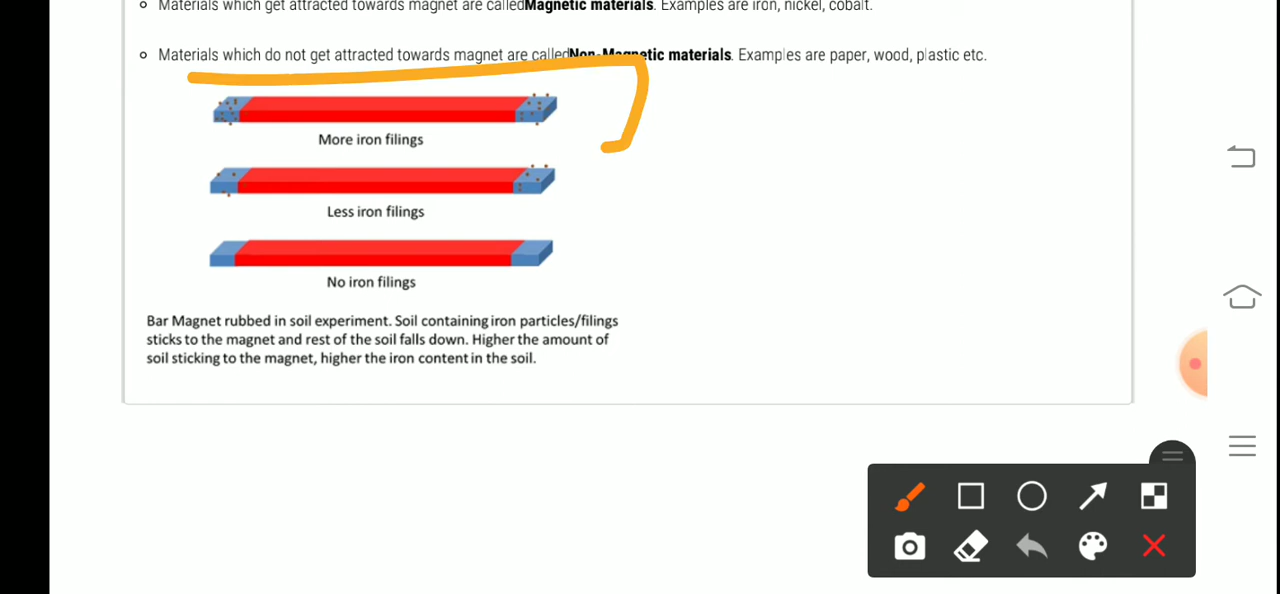 Materials which get attracted towards magnet are calledMagnetic materials. Examples are iron, nickel, cobalt.
Materials which do not get attracted towards magnet are calledNon-Magnetic materials. Examples are paper, wood, plastic etc.
More iron filings
Less iron filings
No iron filings
Bar Magnet rubbed in soil experiment. Soil containing iron particles/filings
sticks to the magnet and rest of the soil falls down. Higher the amount of
soil sticking to the magnet, higher the iron content in the soil.